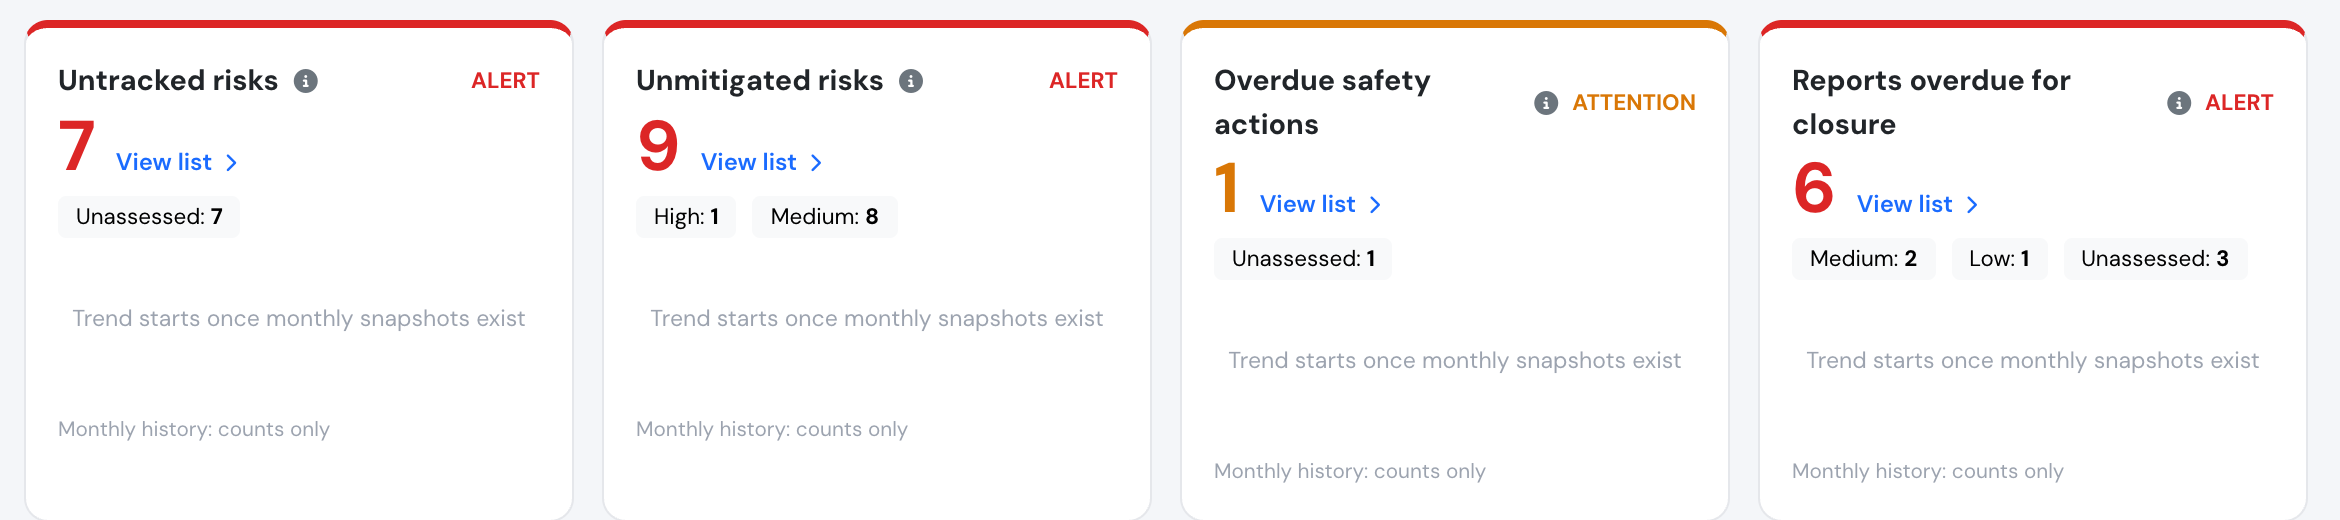 Untracked risks ALERT
7 View list
Unassessed: 7
Trend starts once monthly snapshots exist
Monthly history: counts only
Unmitigated risks ALERT
9 View list
High: 1 Medium: 8
Trend starts once monthly snapshots exist
Monthly history: counts only
Overdue safety
actions
ATTENTION
1 View list
Unassessed: 1
Trend starts once monthly snapshots exist
Monthly history: counts only
Reports overdue for
closure
ALERT
6 View list
Medium: 2 Low: 1 Unassessed: 3
Trend starts once monthly snapshots exist
Monthly history: counts only